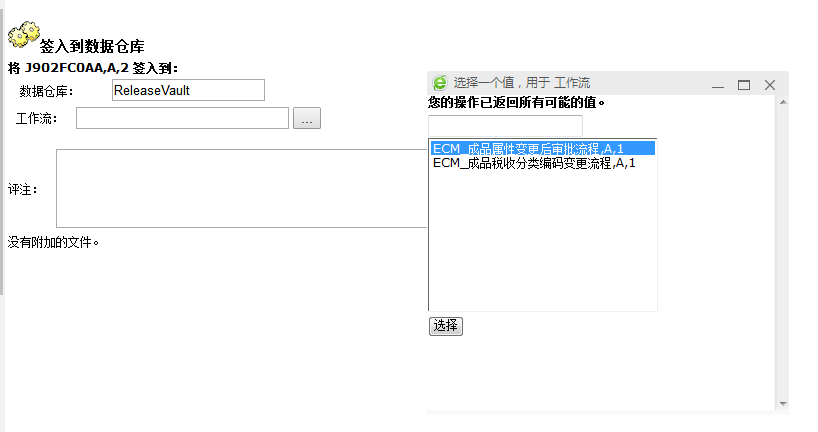 签入到数据仓库
将 J902FC0AA,A,2 签入到：
数据仓库： ReleaseVault
工作流： ...
评注：
没有附加的文件。
选择一个值，用于 工作流
您的操作已返回所有可能的值。
ECM_成品属性变更后审批流程,A,1
ECM_成品税收分类编码变更流程,A,1
选择